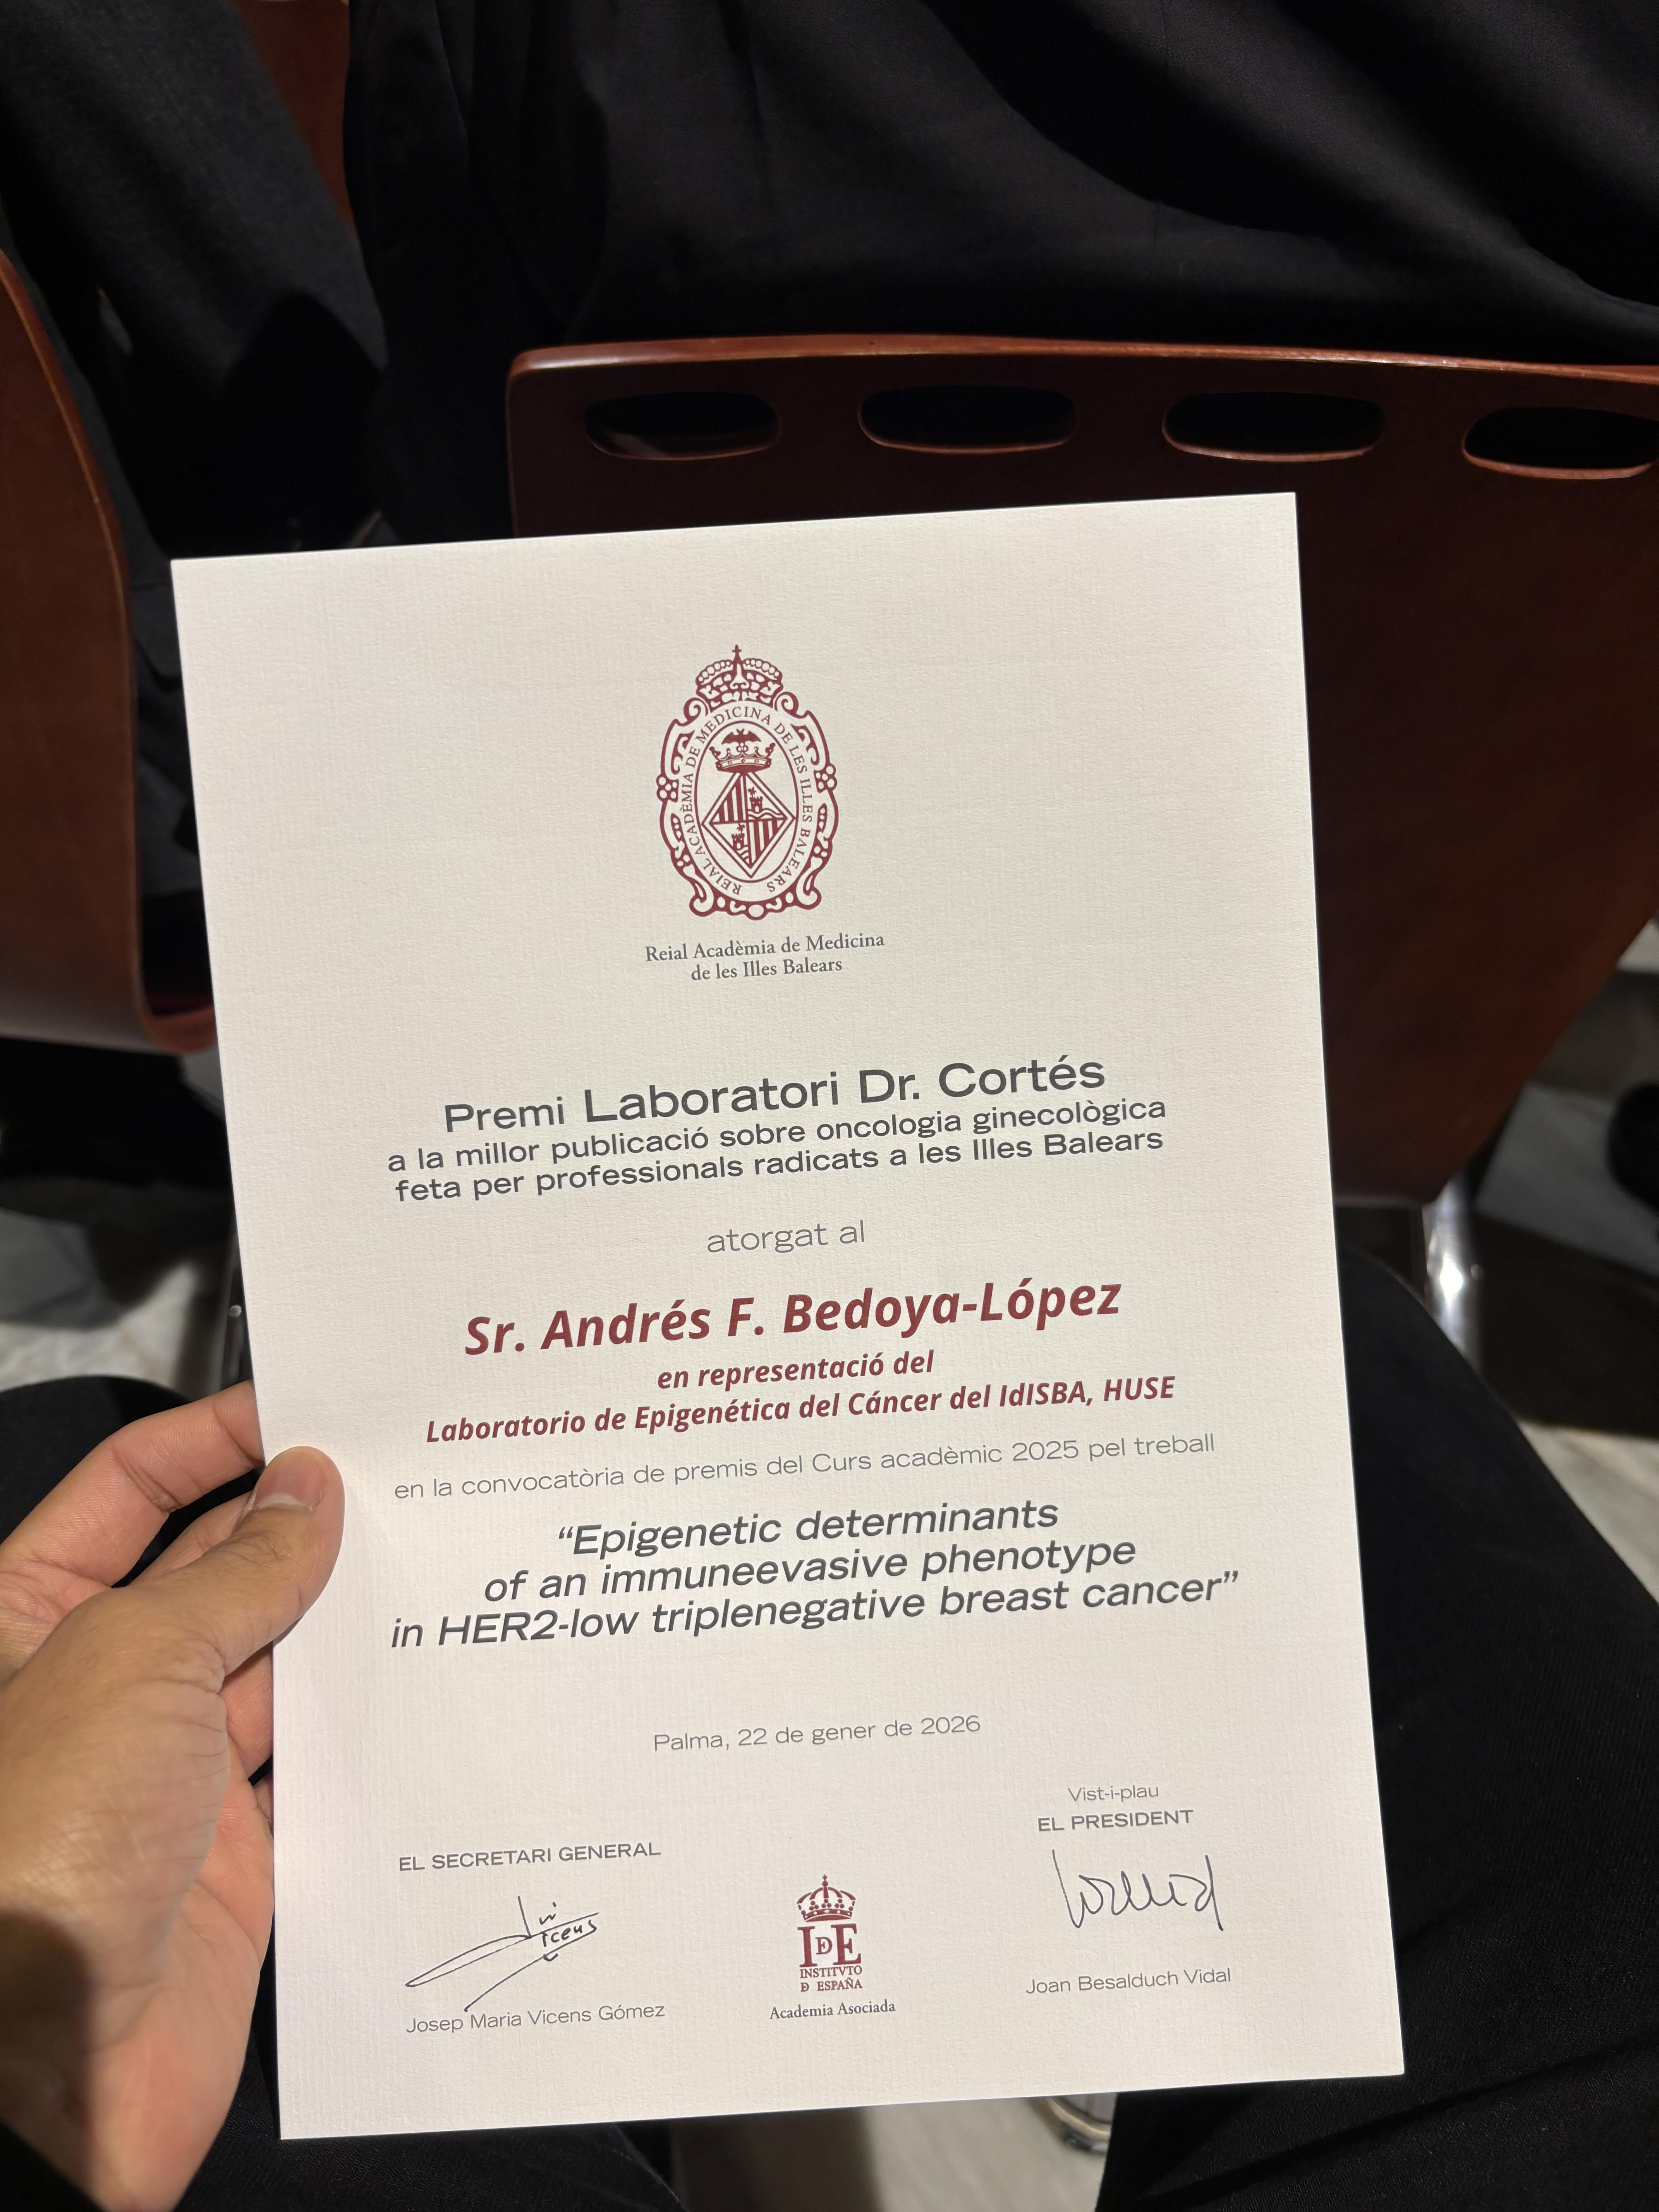 REIAL ACADÈMIA DE MEDICINA DE LES ILLES BALEARS
Reial Acadèmia de Medicina
de les Illes Balears
Premi Laboratori Dr. Cortés
a la millor publicació sobre oncologia ginecològica
feta per professionals radicats a les Illes Balears
atorgat al
Sr. Andrés F. Bedoya-López
en representació del
Laboratorio de Epigenética del Cáncer del IdISBA, HUSE
en la convocatòria de premis del Curs acadèmic 2025 pel treball
“Epigenetic determinants
of an immuneevasive phenotype
in HER2-low triplenegative breast cancer”
Palma, 22 de gener de 2026
Vist-i-plau
EL PRESIDENT
EL SECRETARI GENERAL
IDE
INSTITVTO
D ESPAÑA
Academia Asociada
Josep Maria Vicens Gómez
Joan Besalduch Vidal